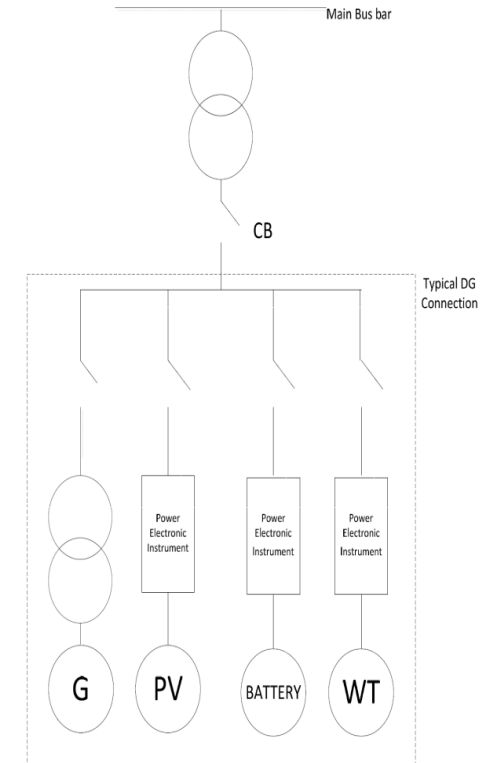 Main Bus bar
CB
Typical DG
Connection
Power
Electronic
Instrument
Power
Electronic
Instrument
Power
Electronic
Instrument
G
PV
BATTERY
WT